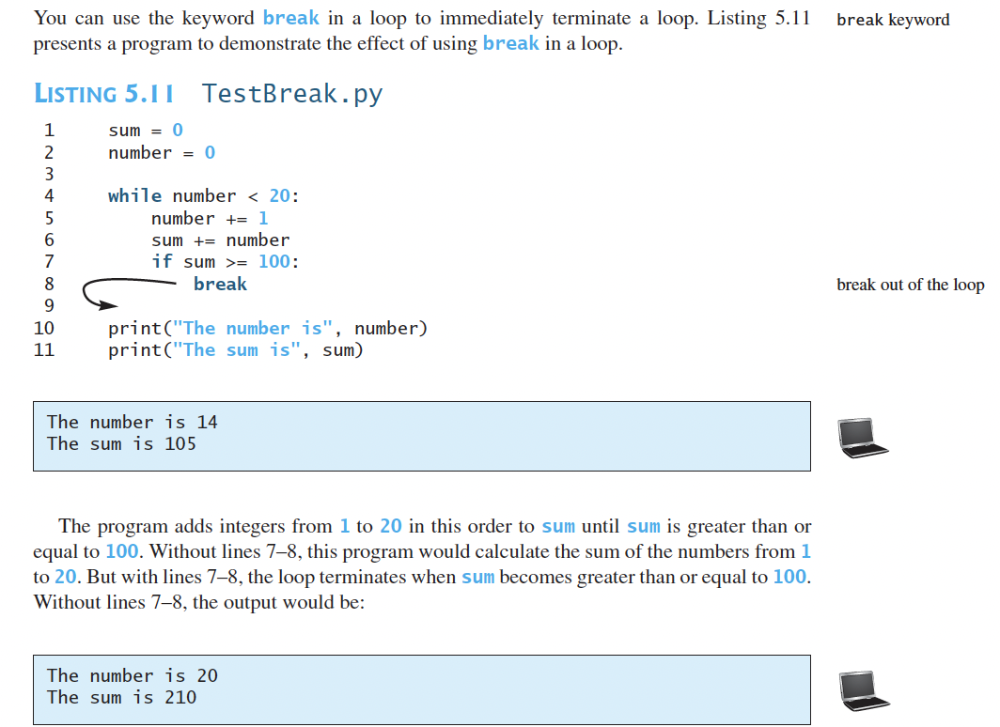 You can use the keyword break in a loop to immediately terminate a loop. Listing 5.11
presents a program to demonstrate the effect of using break in a loop.
break keyword
LISTING 5.11 TestBreak.py
1 sum = 0
2 number = 0
3
4 while number < 20:
5     number += 1
6     sum += number
7     if sum >= 100:
8         break
break out of the loop
9
10 print("The number is", number)
11 print("The sum is", sum)
The number is 14
The sum is 105
The program adds integers from 1 to 20 in this order to sum until sum is greater than or
equal to 100. Without lines 7–8, this program would calculate the sum of the numbers from 1
to 20. But with lines 7–8, the loop terminates when sum becomes greater than or equal to 100.
Without lines 7–8, the output would be:
The number is 20
The sum is 210